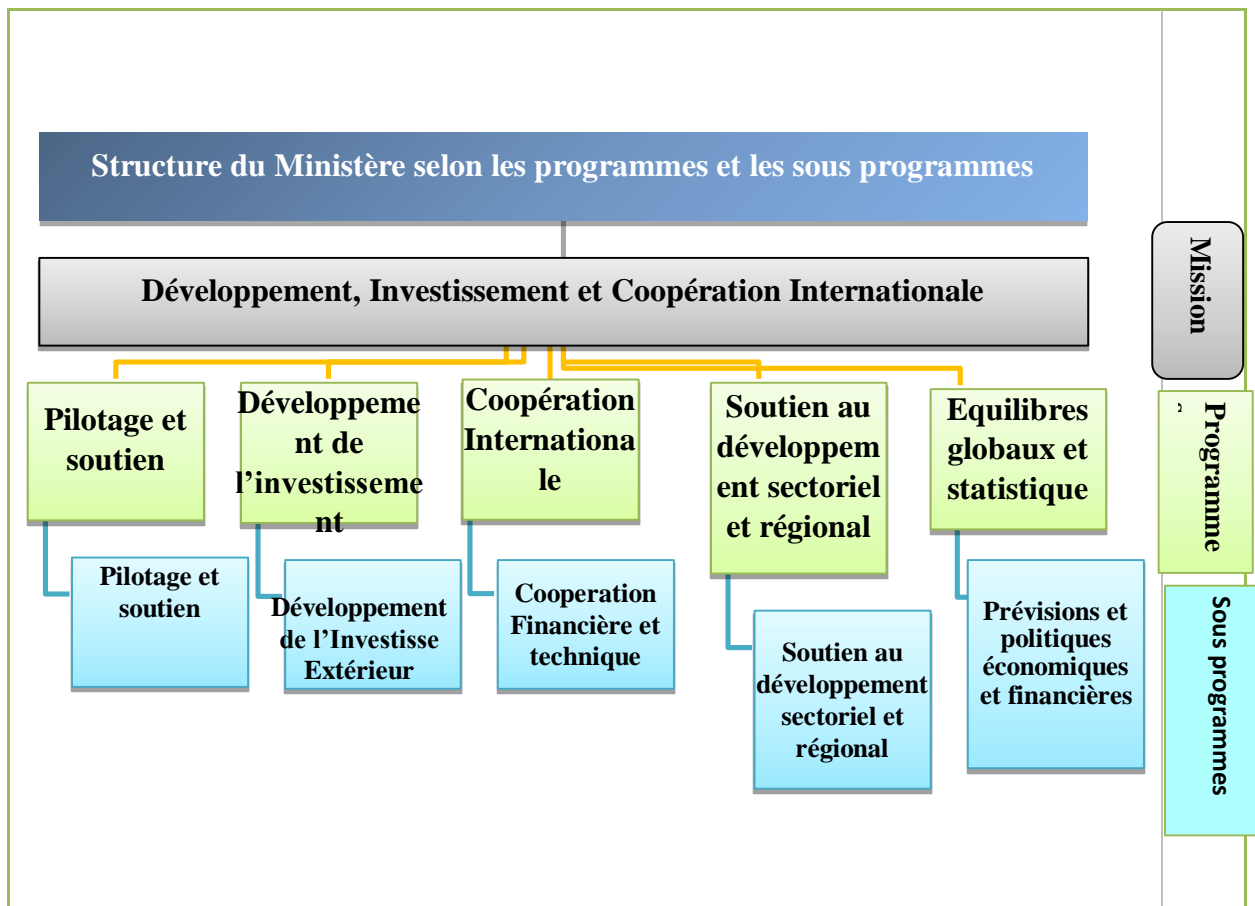 Structure du Ministère selon les programmes et les sous programmes
Développement, Investissement et Coopération Internationale
Mission
Pilotage et
soutien
Développeme
nt de
l’investisseme
nt
Coopération
Internationa
le
Soutien au
développem
ent sectoriel
et régional
Equilibres
globaux et
statistique
Programme
Pilotage et
soutien
Développement
de l’Investisse
Extérieur
Cooperation
Financière et
technique
Soutien au
développement
sectoriel et
régional
Prévisions et
politiques
économiques
et financières
Sous programmes